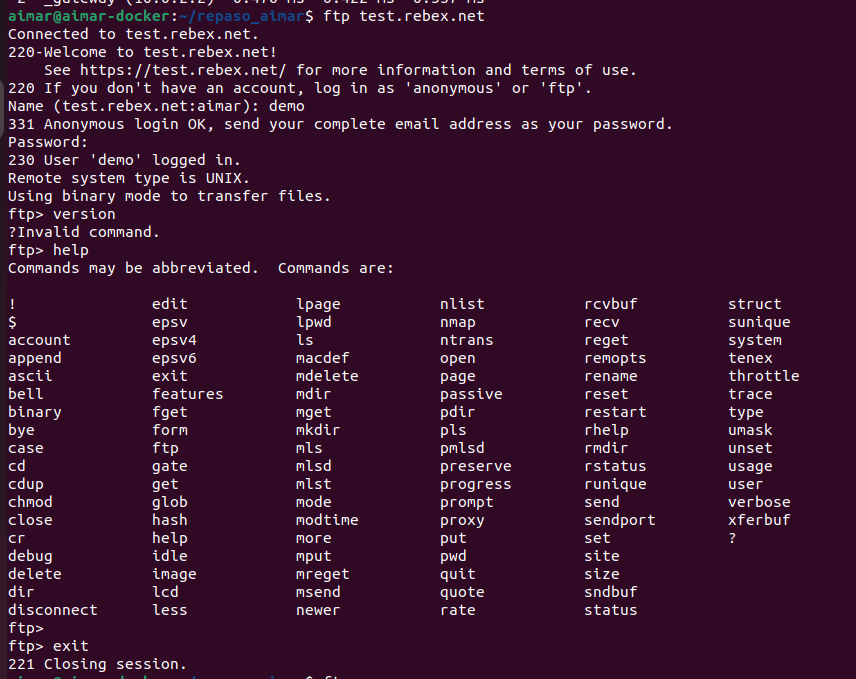 aimar@aimar-docker:~/repaso_aimar$ ftp test.rebex.net
Connected to test.rebex.net.
220-Welcome to test.rebex.net!
    See https://test.rebex.net/ for more information and terms of use.
220 If you don't have an account, log in as 'anonymous' or 'ftp'.
Name (test.rebex.net:aimar): demo
331 Anonymous login OK, send your complete email address as your password.
Password:
230 User 'demo' logged in.
Remote system type is UNIX.
Using binary mode to transfer files.
ftp> version
?Invalid command.
ftp> help
Commands may be abbreviated.  Commands are:

!               edit            lpage           nlist           rcvbuf          struct
$               epsv            lpwd            nmap            recv            sunique
account         epsv4           ls              ntrans          reget           system
append          epsv6           macdef          open            remopts         tenex
ascii           exit            mdelete         page            rename          throttle
bell            features        mdir            passive         reset           trace
binary          fget            mget            pdir            restart         type
bye             form            mkdir           pls             rhelp           umask
case            ftp             mls             pmlsd           rmdir           unset
cd              gate            mlsd            preserve        rstatus         usage
cdup            get             mlst            progress        runique         user
chmod           glob            mode            prompt          send            verbose
close           hash            modtime         proxy           sendport        xferbuf
cr              help            more            put             set             ?
debug           idle            mput            pwd             site
delete          image           mreget          quit            size
dir             lcd             msend           quote           sndbuf
disconnect      less            newer           rate            status
ftp>
ftp> exit
221 Closing session.